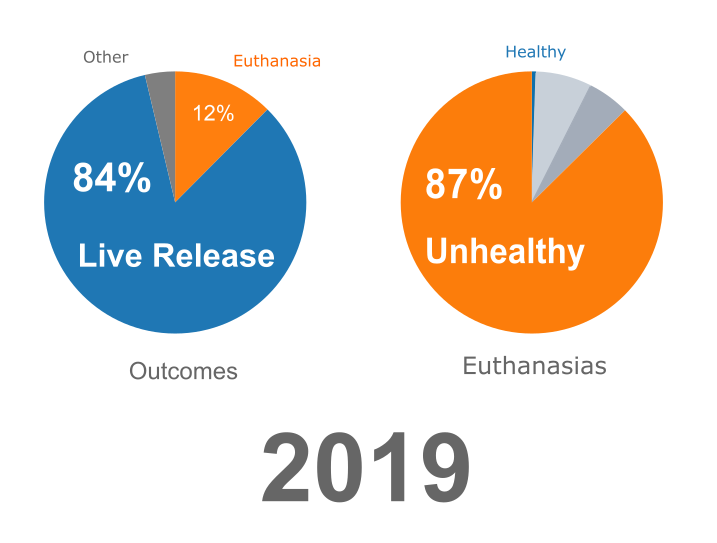 Other
Euthanasia
12%
84%
Live Release
Outcomes
Healthy
87%
Unhealthy
Euthanasias
2019